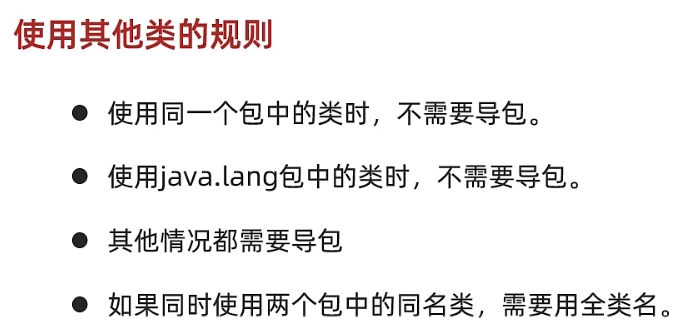 使用其他类的规则
● 使用同一个包中的类时，不需要导包。
● 使用java.lang包中的类时，不需要导包。
● 其他情况都需要导包
● 如果同时使用两个包中的同名类，需要用全类名。